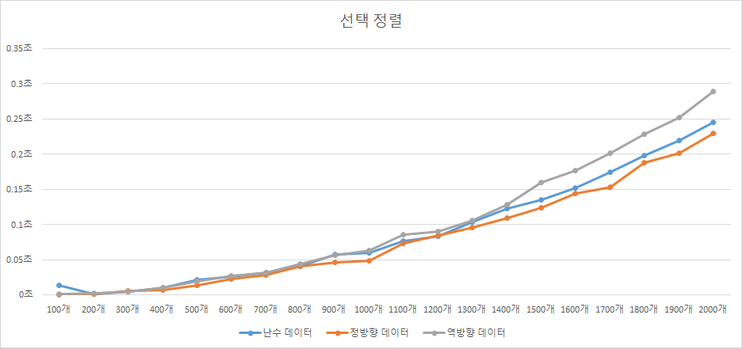 선택 정렬
0.35초
0.3초
0.25초
0.2초
0.15초
0.1초
0.05초
0초
100개 200개 300개 400개 500개 600개 700개 800개 900개 1000개 1100개 1200개 1300개 1400개 1500개 1600개 1700개 1800개 1900개 2000개
난수 데이터 정방향 데이터 역방향 데이터